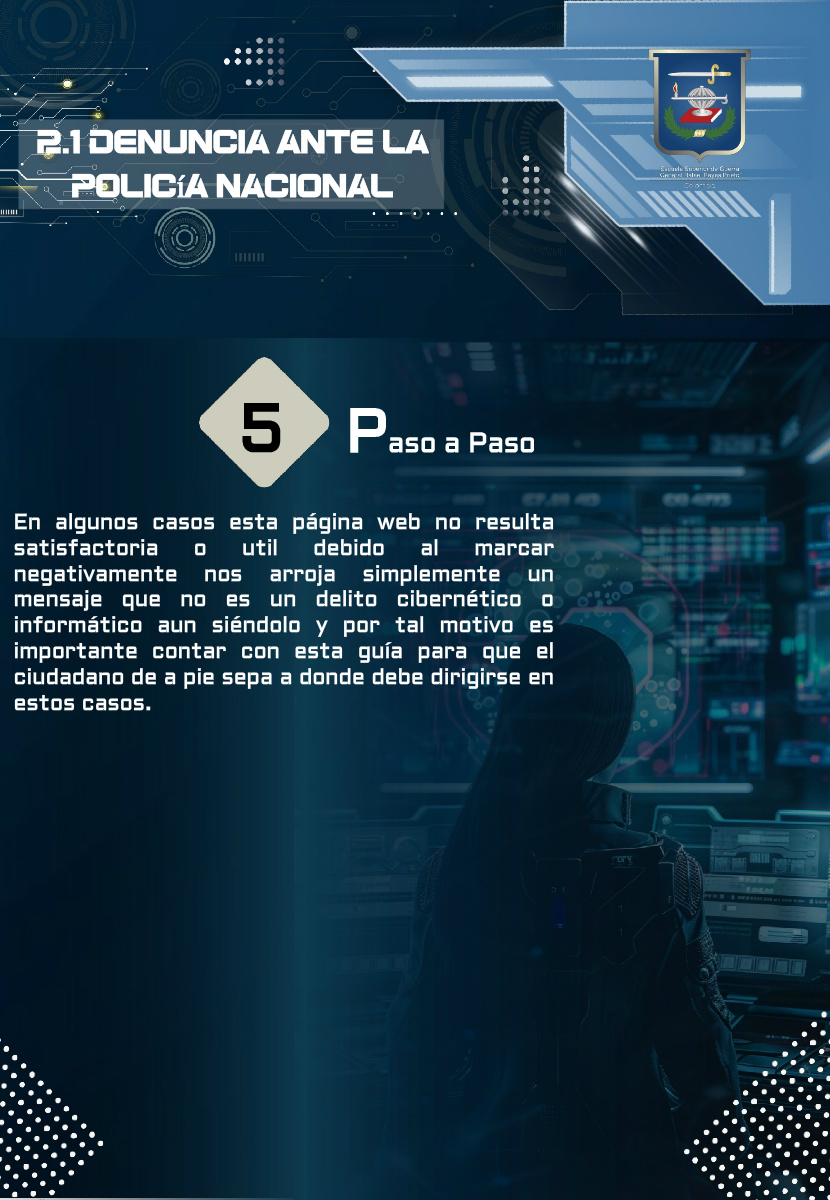 2.1 DENUNCIA ANTE LA
POLICíA NACIONAL
Escuela Superior de Guerra
General Rafael Reyes Prieto
Colombia
5
Paso a Paso
En algunos casos esta página web no resulta
satisfactoria o util debido al marcar
negativamente nos arroja simplemente un
mensaje que no es un delito cibernético o
informático aun siéndolo y por tal motivo es
importante contar con esta guía para que el
ciudadano de a pie sepa a donde debe dirigirse en
estos casos.